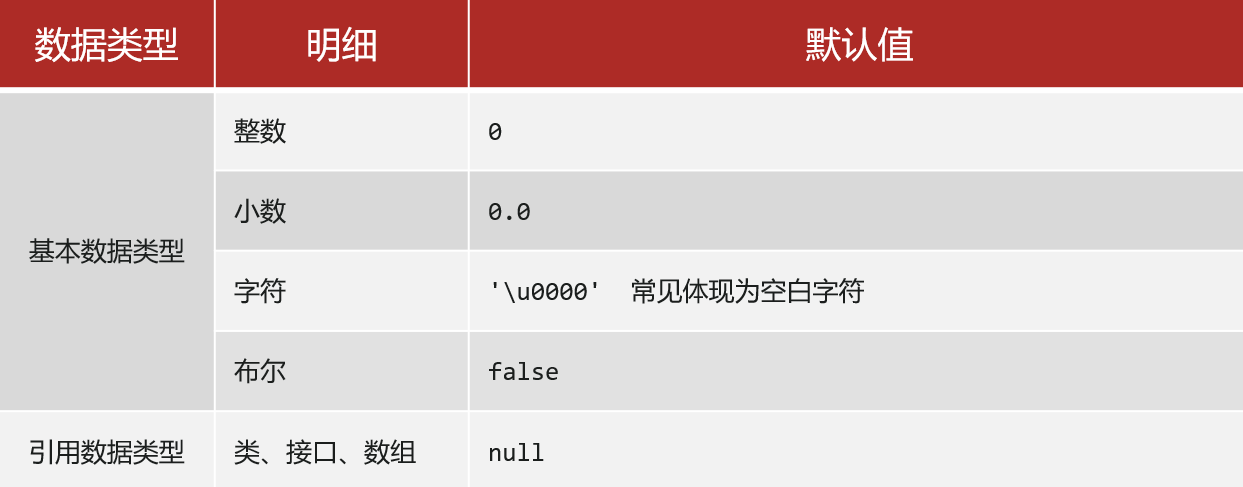 数据类型 明细 默认值
整数 0
小数 0.0
基本数据类型
字符 '\u0000' 常见体现为空白字符
布尔 false
引用数据类型 类、接口、数组 null